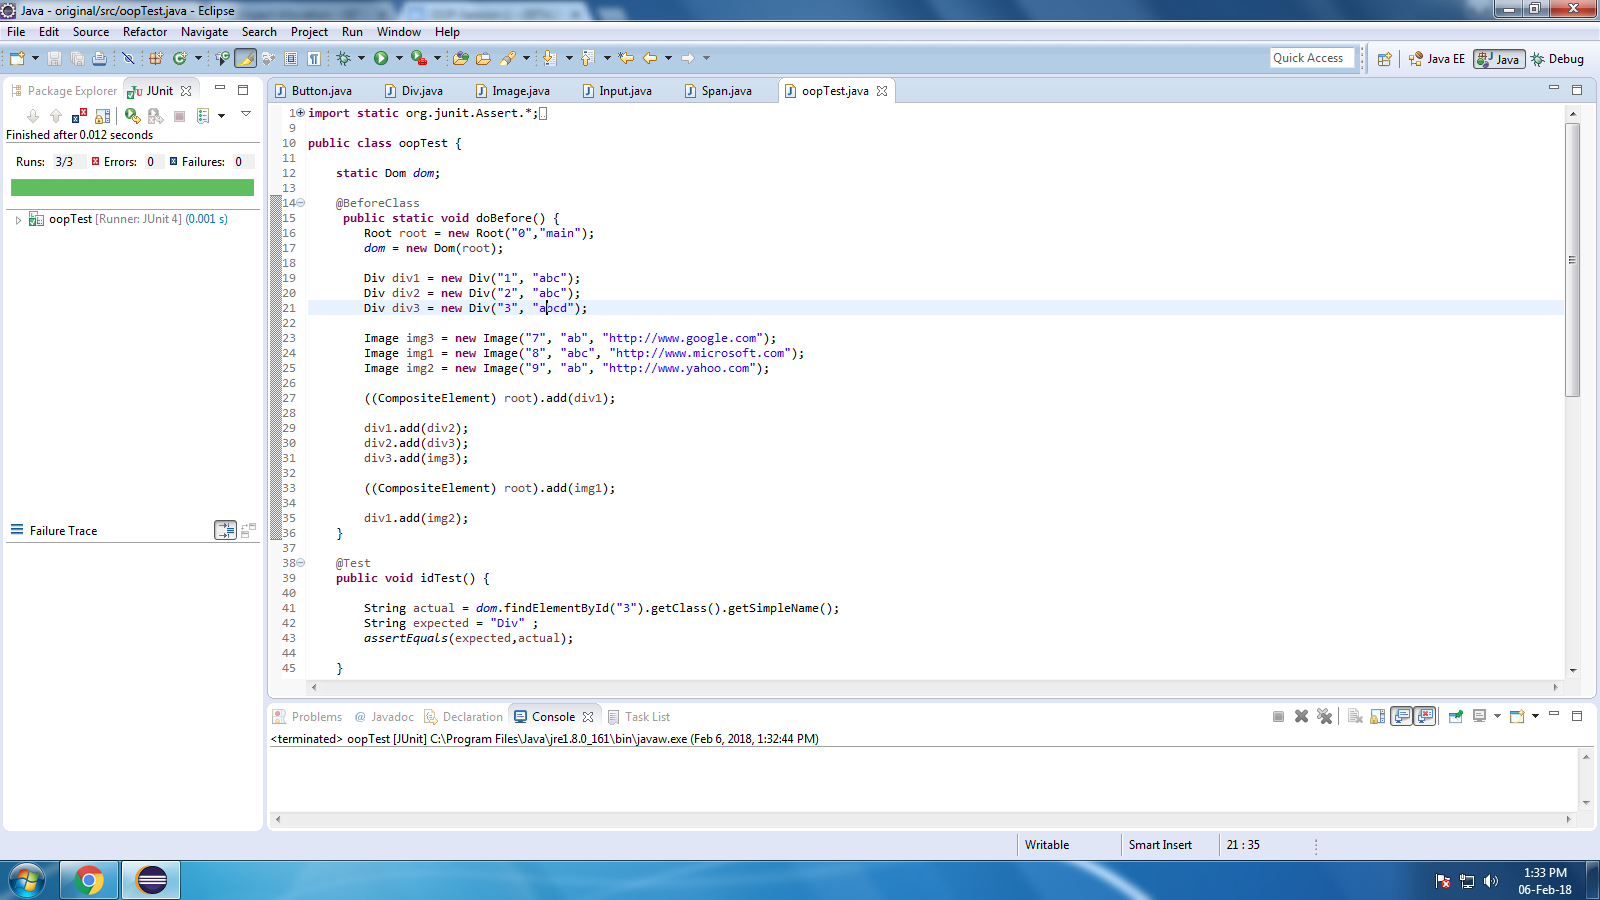 Java - original/src/oopTest.java - Eclipse
File Edit Source Refactor Navigate Search Project Run Window Help
Quick Access Java EE Java Debug
Package Explorer JUnit
Finished after 0.012 seconds
Runs: 3/3 Errors: 0 Failures: 0
oopTest [Runner: JUnit 4] (0.001 s)
Failure Trace
Button.java Div.java Image.java Input.java Span.java oopTest.java
1 import static org.junit.Assert.*;
9
10 public class oopTest {
11
12 static Dom dom;
13
14 @BeforeClass
15 public static void doBefore() {
16 Root root = new Root("0","main");
17 dom = new Dom(root);
18
19 Div div1 = new Div("1", "abc");
20 Div div2 = new Div("2", "abc");
21 Div div3 = new Div("3", "abcd");
22
23 Image img3 = new Image("7", "ab", "http://www.google.com");
24 Image img1 = new Image("8", "abc", "http://www.microsoft.com");
25 Image img2 = new Image("9", "ab", "http://www.yahoo.com");
26
27 ((CompositeElement) root).add(div1);
28
29 div1.add(div2);
30 div2.add(div3);
31 div3.add(img3);
32
33 ((CompositeElement) root).add(img1);
34
35 div1.add(img2);
36 }
37
38 @Test
39 public void idTest() {
40
41 String actual = dom.findElementById("3").getClass().getSimpleName();
42 String expected = "Div" ;
43 assertEquals(expected,actual);
44
45 }
Problems Javadoc Declaration Console Task List
<terminated> oopTest [JUnit] C:\Program Files\Java\jre1.8.0_161\bin\javaw.exe (Feb 6, 2018, 1:32:44 PM)
Writable Smart Insert 21 : 35
1:33 PM
06-Feb-18